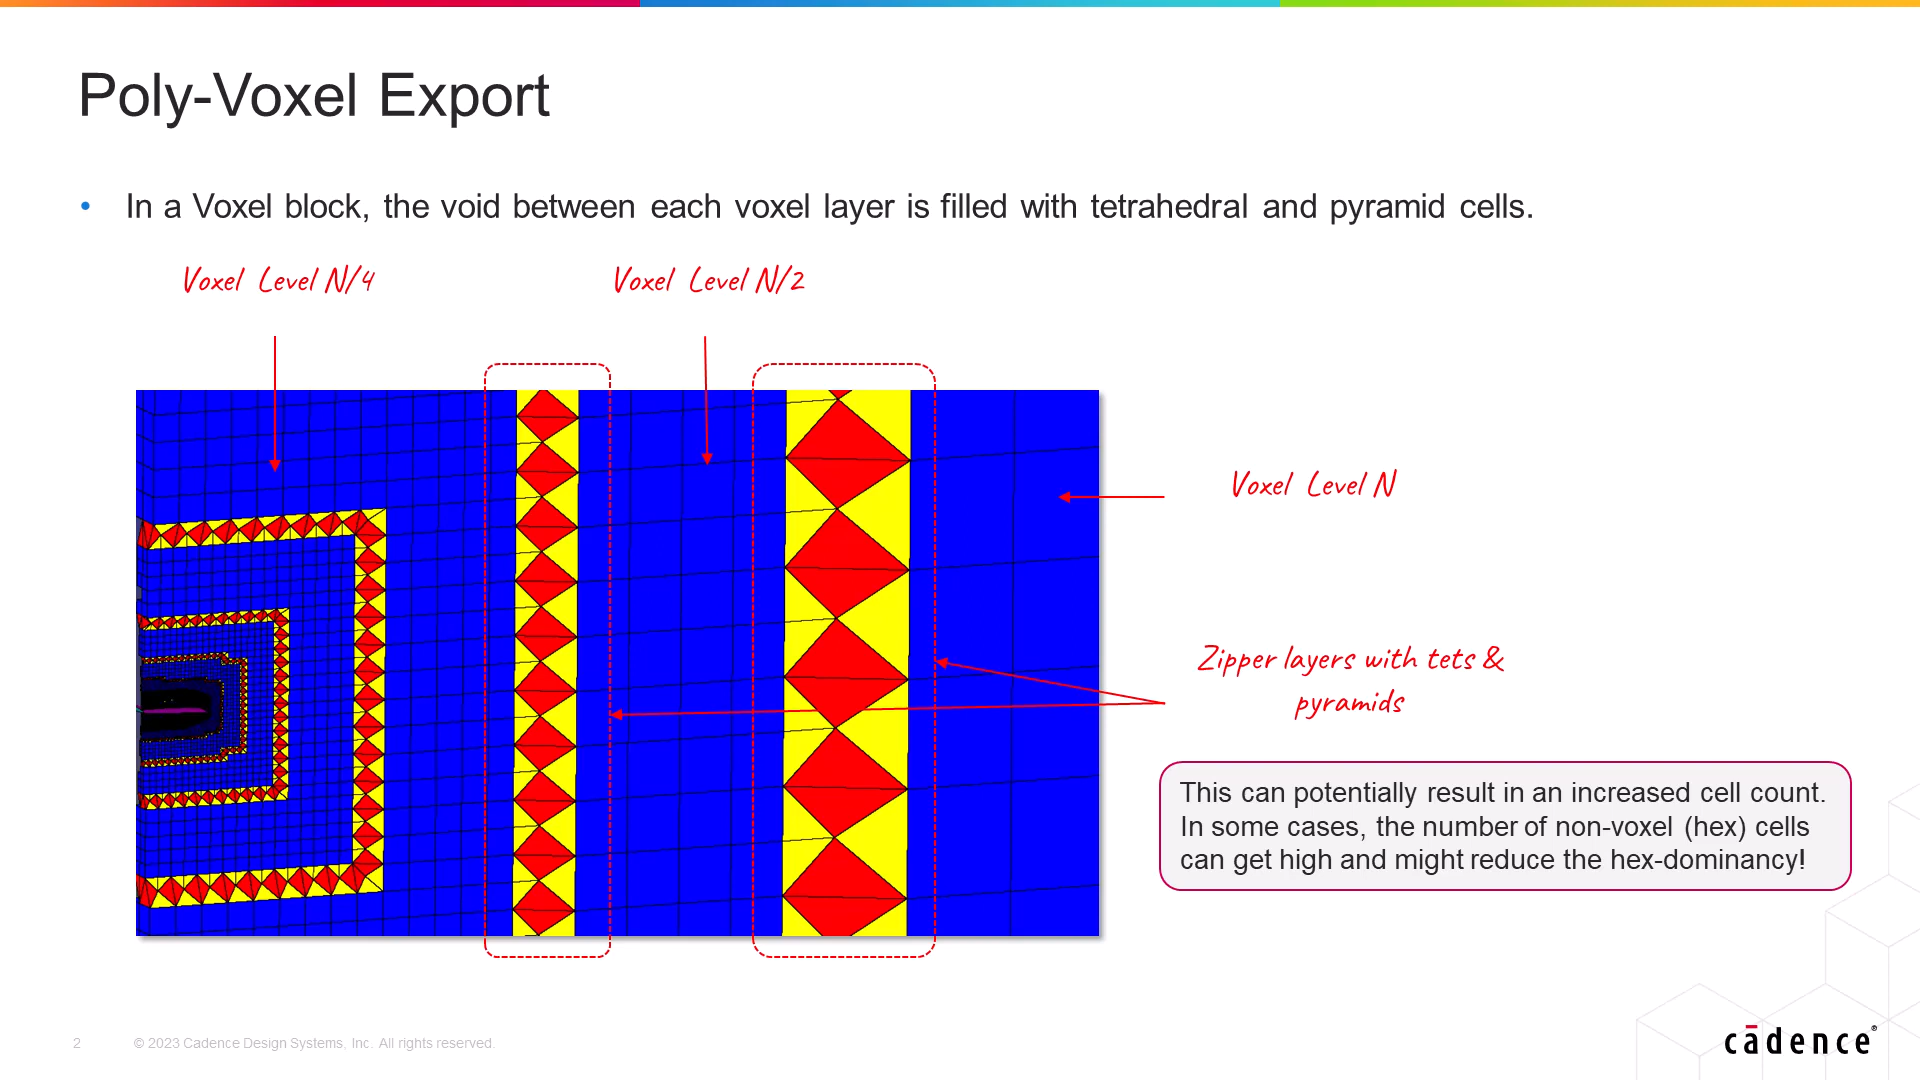 Poly-Voxel Export
• In a Voxel block, the void between each voxel layer is filled with tetrahedral and pyramid cells.
Voxel Level N/4
Voxel Level N/2
Voxel Level N
Zipper layers with tets &
pyramids
This can potentially result in an increased cell count.
In some cases, the number of non-voxel (hex) cells
can get high and might reduce the hex-dominancy!
2
© 2023 Cadence Design Systems, Inc. All rights reserved.
cādence®